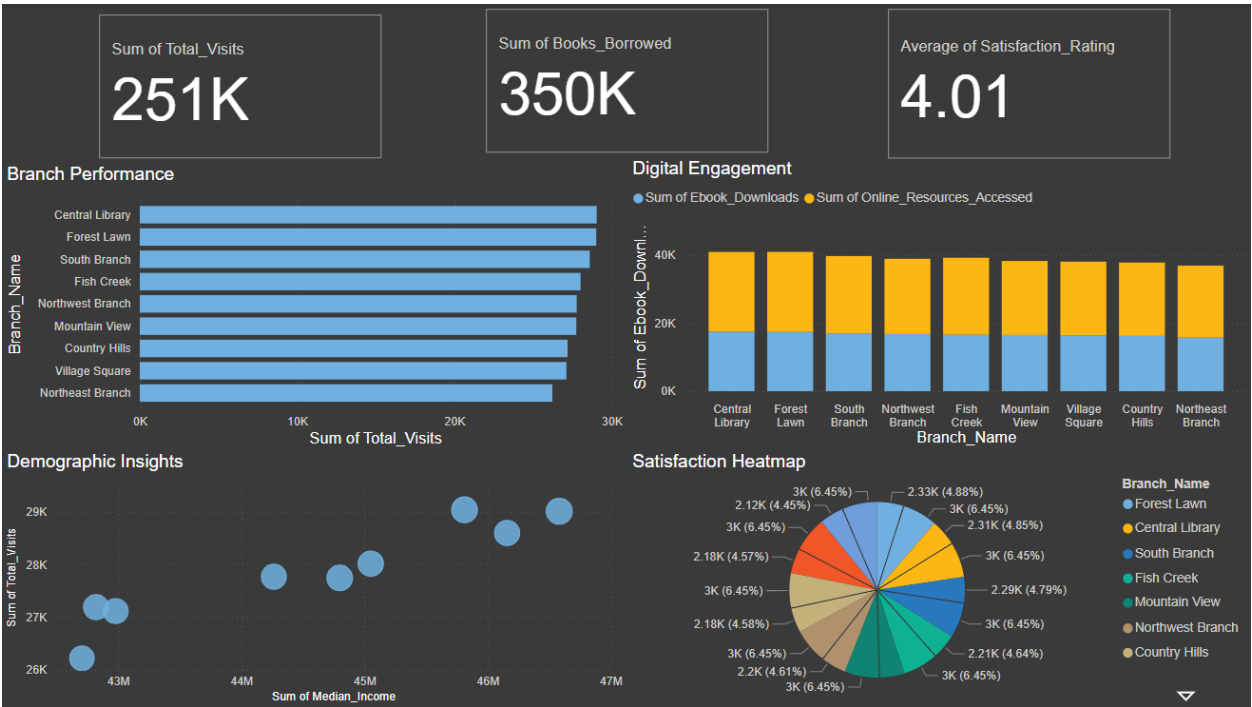 Sum of Total_Visits
251K
Sum of Books_Borrowed
350K
Average of Satisfaction_Rating
4.01
Branch Performance
Branch_Name
Central Library
Forest Lawn
South Branch
Fish Creek
Northwest Branch
Mountain View
Country Hills
Village Square
Northeast Branch
0K 10K 20K 30K
Sum of Total_Visits
Digital Engagement
Sum of Ebook_Downloads Sum of Online_Resources_Accessed
Sum of Ebook_Downl...
40K
20K
0K
Central Library
Forest Lawn
South Branch
Northwest Branch
Fish Creek
Mountain View
Village Square
Country Hills
Northeast Branch
Branch_Name
Demographic Insights
Sum of Total_Visits
29K
28K
27K
26K
43M 44M 45M 46M 47M
Sum of Median_Income
Satisfaction Heatmap
2.33K (4.88%)
3K (6.45%)
2.31K (4.85%)
3K (6.45%)
2.29K (4.79%)
3K (6.45%)
2.21K (4.64%)
3K (6.45%)
3K (6.45%)
2.2K (4.61%)
3K (6.45%)
2.18K (4.58%)
3K (6.45%)
2.18K (4.57%)
3K (6.45%)
2.12K (4.45%)
3K (6.45%)
Branch_Name
Forest Lawn
Central Library
South Branch
Fish Creek
Mountain View
Northwest Branch
Country Hills